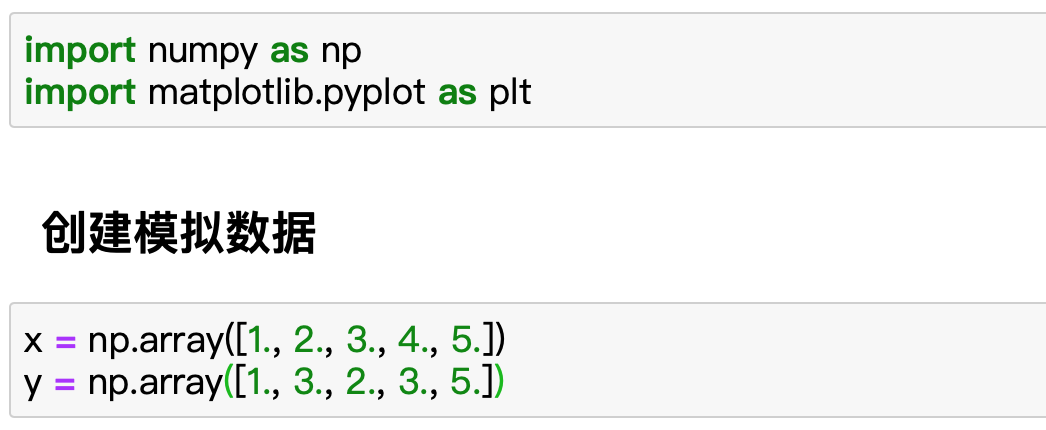 import numpy as np
import matplotlib.pyplot as plt
创建模拟数据
x = np.array([1., 2., 3., 4., 5.])
y = np.array([1., 3., 2., 3., 5.])